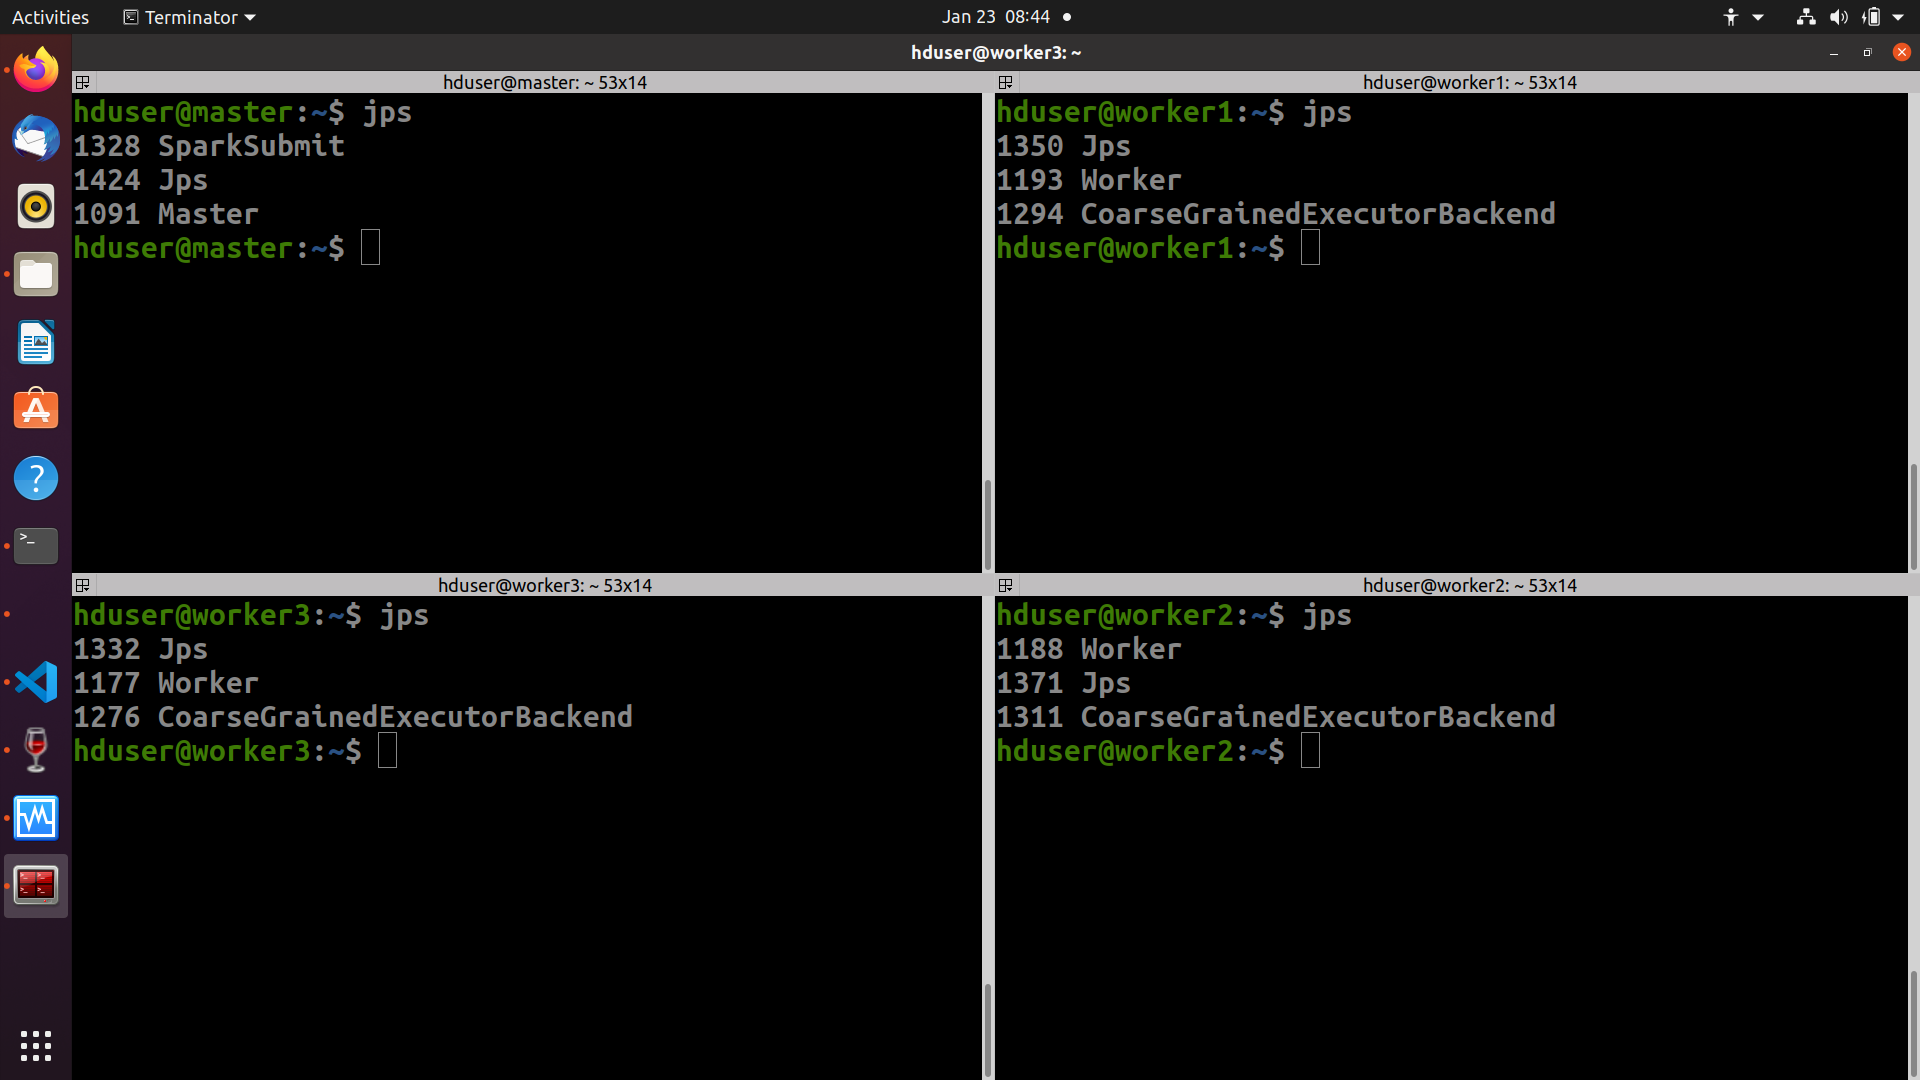 Activities
Terminator
Jan 23 08:44
hduser@worker3: ~
hduser@master: ~ 53x14
hduser@master:~$ jps
1328 SparkSubmit
1424 Jps
1091 Master
hduser@master:~$
hduser@worker1: ~ 53x14
hduser@worker1:~$ jps
1350 Jps
1193 Worker
1294 CoarseGrainedExecutorBackend
hduser@worker1:~$
hduser@worker3: ~ 53x14
hduser@worker3:~$ jps
1332 Jps
1177 Worker
1276 CoarseGrainedExecutorBackend
hduser@worker3:~$
hduser@worker2: ~ 53x14
hduser@worker2:~$ jps
1188 Worker
1371 Jps
1311 CoarseGrainedExecutorBackend
hduser@worker2:~$